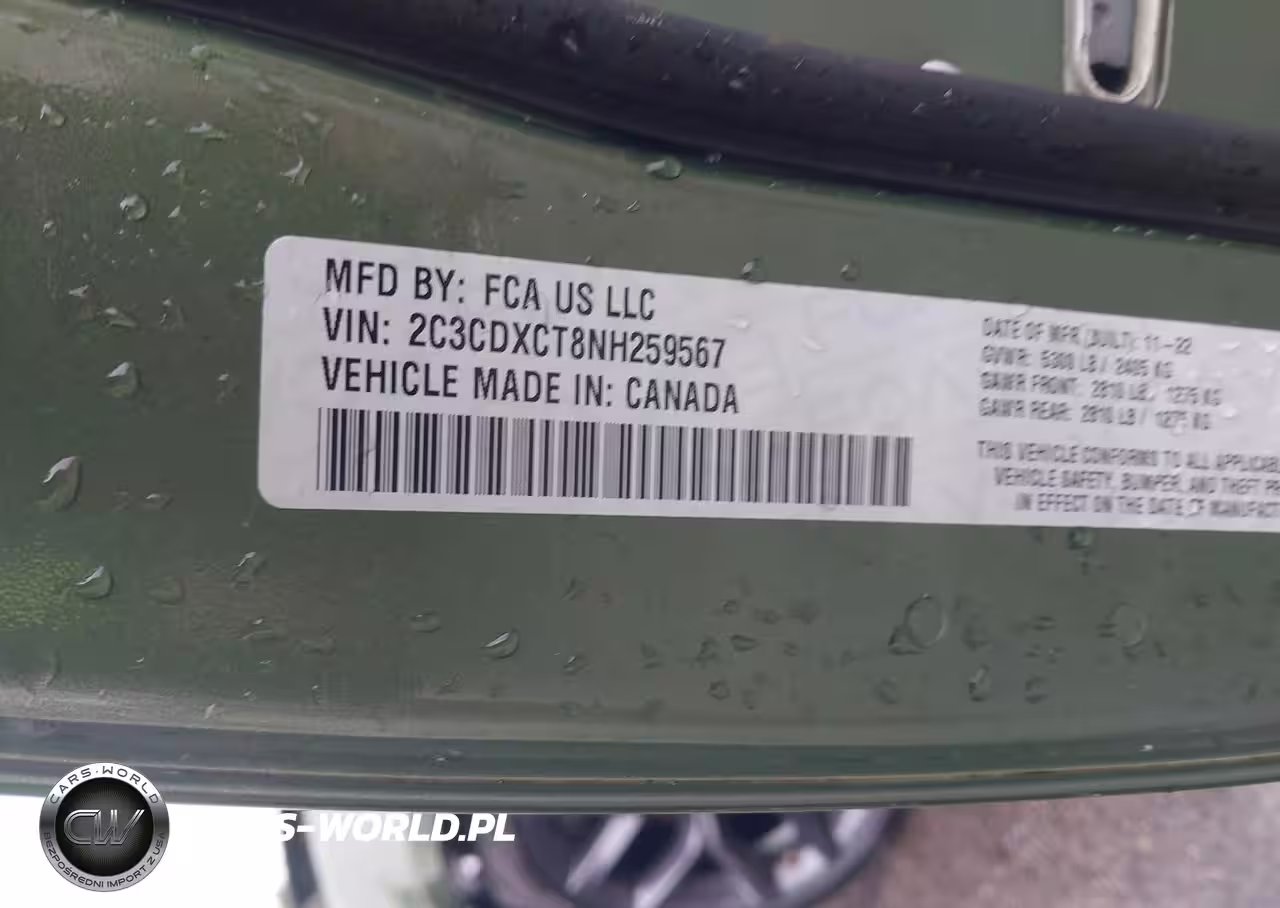 MFD BY: FCA US LLC
VIN: 2C3CDXCT8NH259567
VEHICLE MADE IN: CANADA
DATE OF MFR (BUILT): 11-22
GVWR: 5300 LB / 2405 KG
GAWR FRONT: 2810 LB / 1275 KG
GAWR REAR: 2810 LB / 1275 KG
THIS VEHICLE CONFORMS TO ALL
VEHICLE SAFETY, BUMPER, AND THEFT
IN EFFECT ON THE DATE OF
CARS-WORLD
CW
BEZPOŚREDNI IMPORT Z USA
S-WORLD.PL